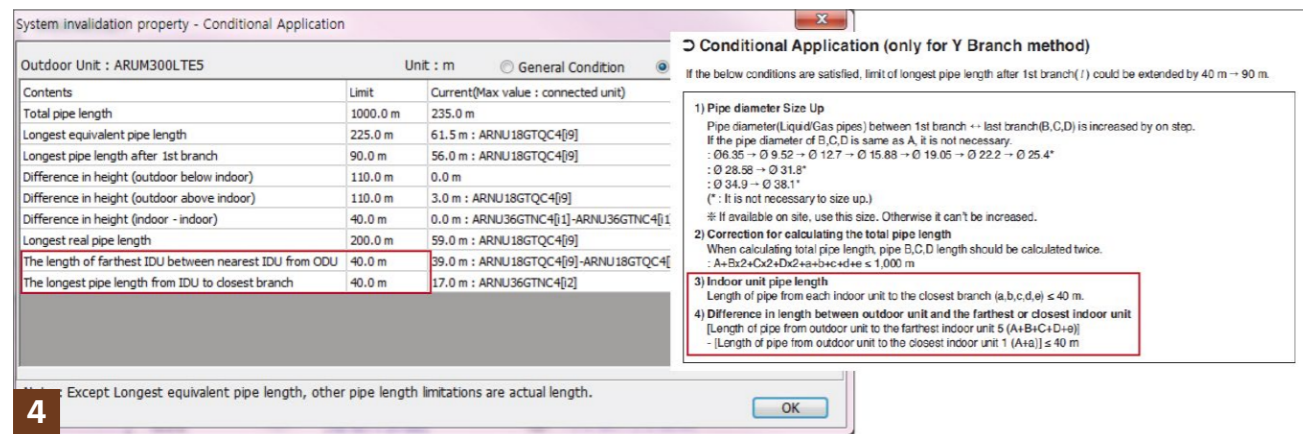 System invalidation property - Conditional Application
Outdoor Unit : ARUM300LTE5 Unit : m General Condition
Contents Limit Current(Max value : connected unit)
Total pipe length 1000.0 m 235.0 m
Longest equivalent pipe length 225.0 m 61.5 m : ARNU18GTQC4[i9]
Longest pipe length after 1st branch 90.0 m 56.0 m : ARNU18GTQC4[i9]
Difference in height (outdoor below indoor) 110.0 m 0.0 m
Difference in height (outdoor above indoor) 110.0 m 3.0 m : ARNU18GTQC4[i9]
Difference in height (indoor - indoor) 40.0 m 0.0 m : ARNU36GTNC4[i1]-ARNU36GTNC4[i1
Longest real pipe length 200.0 m 59.0 m : ARNU18GTQC4[i9]
The length of farthest IDU between nearest IDU from ODU 40.0 m 39.0 m : ARNU18GTQC4[i9]-ARNU18GTQC4[
The longest pipe length from IDU to closest branch 40.0 m 17.0 m : ARNU36GTNC4[i2]
: Except Longest equivalent pipe length, other pipe length limitations are actual length.
OK
4
➲ Conditional Application (only for Y Branch method)
If the below conditions are satisfied, limit of longest pipe length after 1st branch( l ) could be extended by 40 m → 90 m.
1) Pipe diameter Size Up
Pipe diameter(Liquid/Gas pipes) between 1st branch ↔ last branch(B,C,D) is increased by on step.
If the pipe diameter of B,C,D is same as A, it is not necessary.
: Ø6.35 → Ø 9.52 → Ø 12.7 → Ø 15.88 → Ø 19.05 → Ø 22.2 → Ø 25.4*
: Ø 28.58 → Ø 31.8*
: Ø 34.9 → Ø 38.1*
(* : It is not necessary to size up.)
※ If available on site, use this size. Otherwise it can't be increased.
2) Correction for calculating the total pipe length
When calculating total pipe length, pipe B,C,D length should be calculated twice.
: A+Bx2+Cx2+Dx2+a+b+c+d+e ≤ 1,000 m
3) Indoor unit pipe length
Length of pipe from each indoor unit to the closest branch (a,b,c,d,e) ≤ 40 m.
4) Difference in length between outdoor unit and the farthest or closest indoor unit
[Length of pipe from outdoor unit to the farthest indoor unit 5 (A+B+C+D+e)]
- [Length of pipe from outdoor unit to the closest indoor unit 1 (A+a)] ≤ 40 m